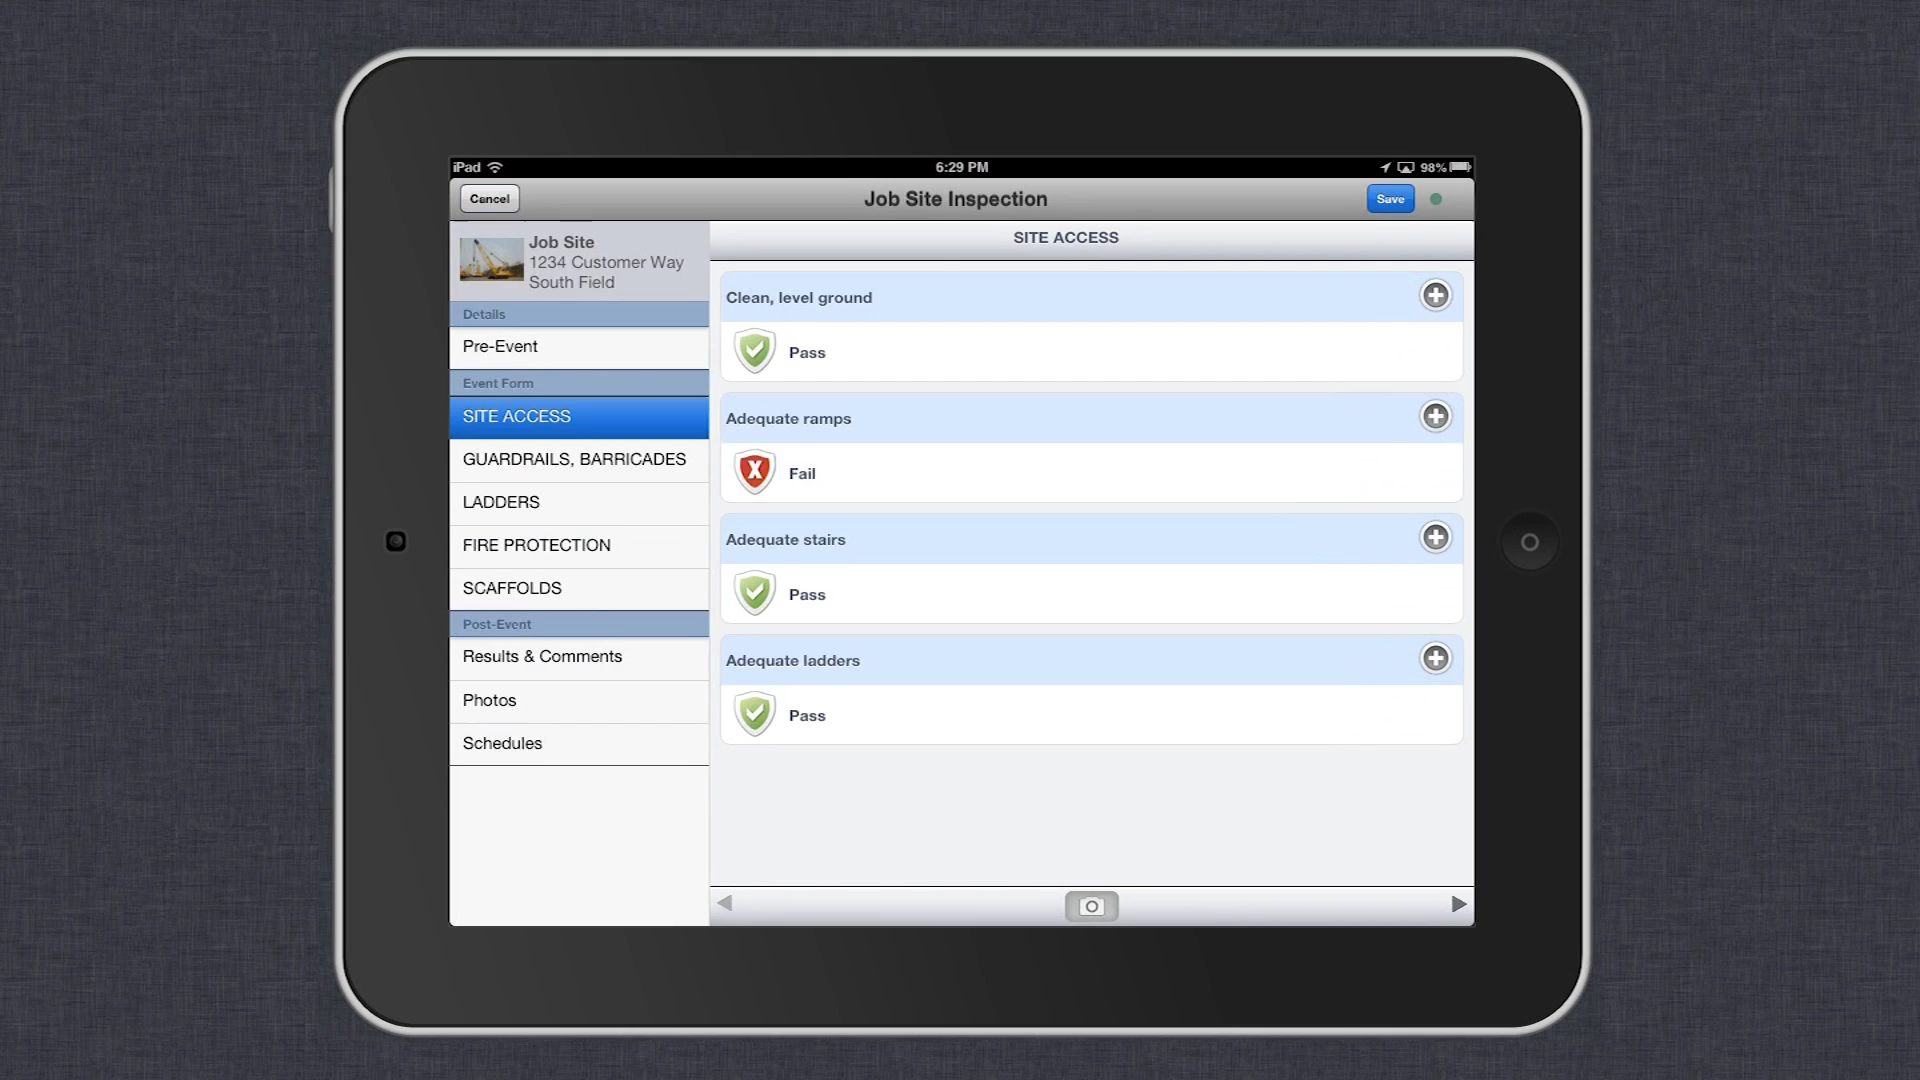 iPad
6:29 PM
98%
Cancel
Job Site Inspection
Save
Job Site
1234 Customer Way
South Field
Details
Pre-Event
Event Form
SITE ACCESS
GUARDRAILS, BARRICADES
LADDERS
FIRE PROTECTION
SCAFFOLDS
Post-Event
Results & Comments
Photos
Schedules
SITE ACCESS
Clean, level ground
Pass
Adequate ramps
X
Fail
Adequate stairs
Pass
Adequate ladders
Pass